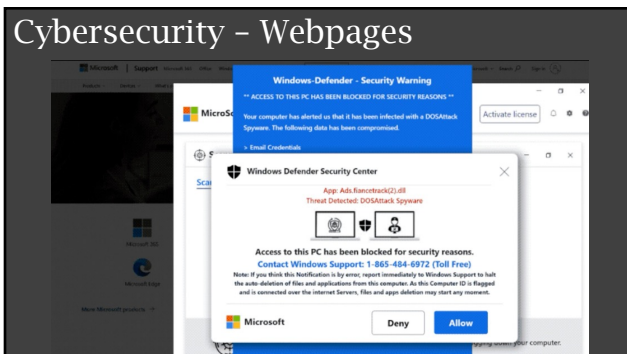 Cybersecurity – Webpages
Microsoft Support Microsoft 365 Office
Windows-Defender - Security Warning
** ACCESS TO THIS PC HAS BEEN BLOCKED FOR SECURITY REASONS **
Your computer has alerted us that it has been infected with a DOSAttack
Spyware. The following data has been compromised.
> Email Credentials
Activate license
Windows Defender Security Center
App: Ads.fiancetrack(2).dll
Threat Detected: DOSAttack Spyware
Access to this PC has been blocked for security reasons.
Contact Windows Support: 1-865-484-6972 (Toll Free)
Note: If you think this Notification is by error, report immediately to Windows Support to halt
the auto-deletion of files and applications from this computer. As this Computer ID is flagged
and is connected over the internet Servers, files and apps deletion may start any moment.
Microsoft
Deny
Allow
Microsoft 365
Microsoft Edge
More Microsoft products
your computer.